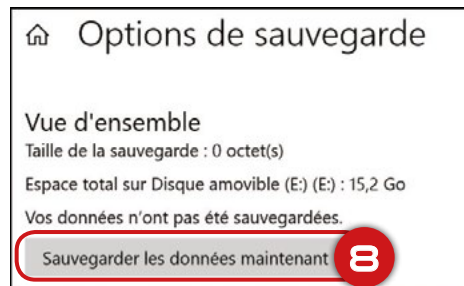 Options de sauvegarde
Vue d'ensemble
Taille de la sauvegarde : 0 octet(s)
Espace total sur Disque amovible (E:) (E:) : 15,2 Go
Vos données n'ont pas été sauvegardées.
Sauvegarder les données maintenant 8